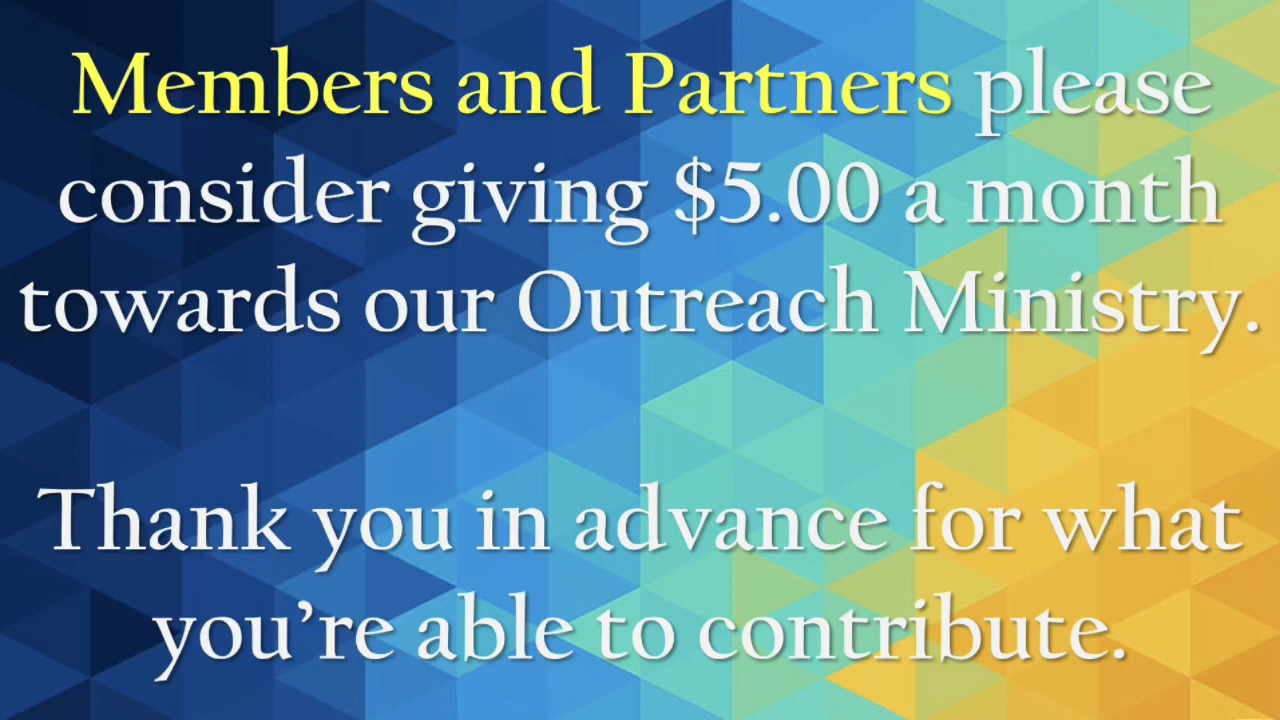 Members and Partners please
consider giving $5.00 a month
towards our Outreach Ministry.
Thank you in advance for what
you’re able to contribute.